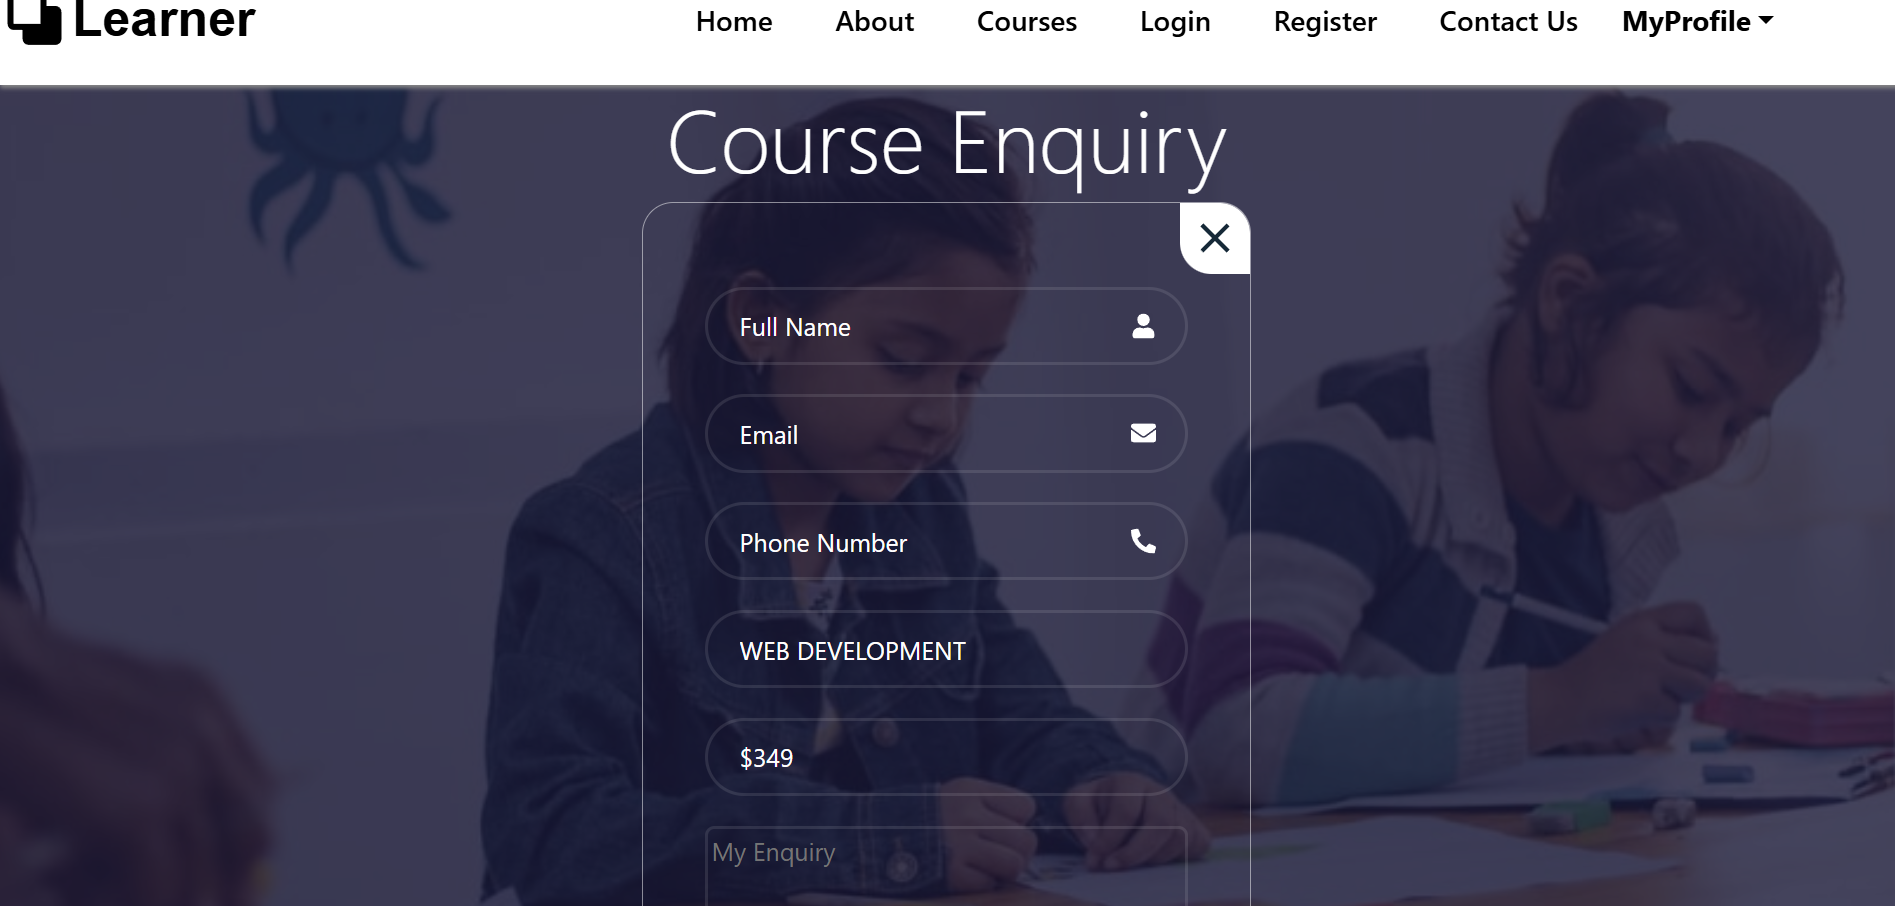 Learner
Home About Courses Login Register Contact Us MyProfile
Course Enquiry
Full Name
Email
Phone Number
WEB DEVELOPMENT
$349
My Enquiry